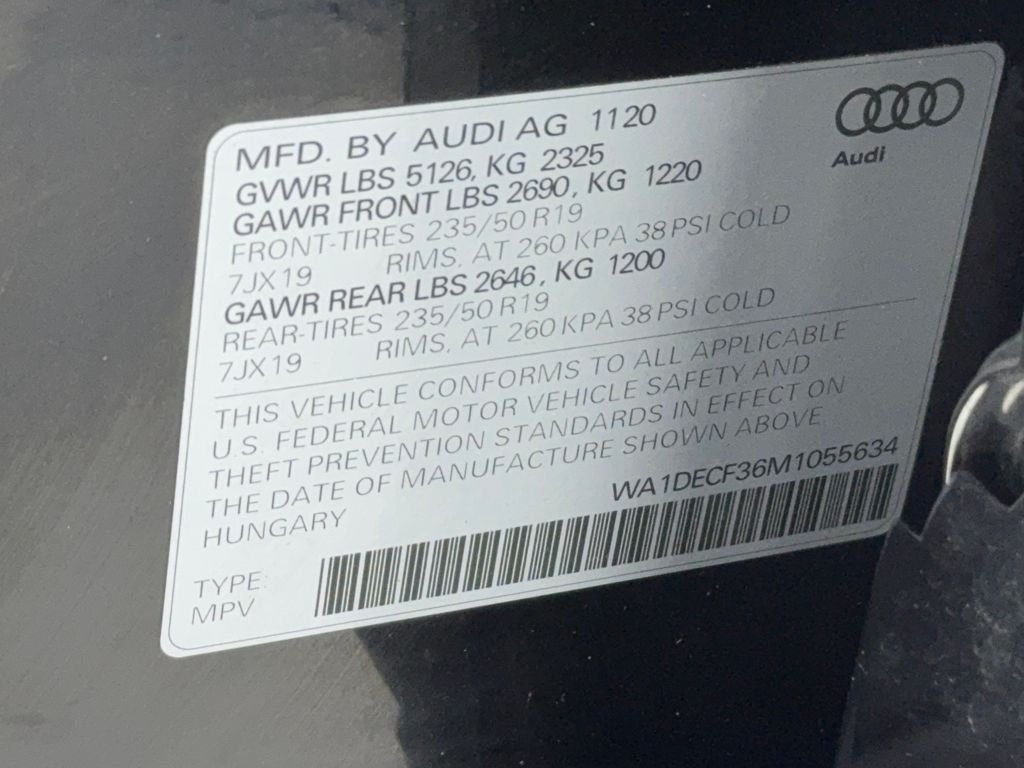 MFD. BY AUDI AG 1120
Audi
GVWR LBS 5126, KG 2325
GAWR FRONT LBS 2690, KG 1220
FRONT-TIRES 235/50 R19
7JX19 RIMS, AT 260 KPA 38 PSI COLD
GAWR REAR LBS 2646, KG 1200
REAR-TIRES 235/50 R19
7JX19 RIMS, AT 260 KPA 38 PSI COLD
THIS VEHICLE CONFORMS TO ALL APPLICABLE
U.S. FEDERAL MOTOR VEHICLE SAFETY AND
THEFT PREVENTION STANDARDS IN EFFECT ON
THE DATE OF MANUFACTURE SHOWN ABOVE
HUNGARY
WA1DECF36M1055634
TYPE:
MPV